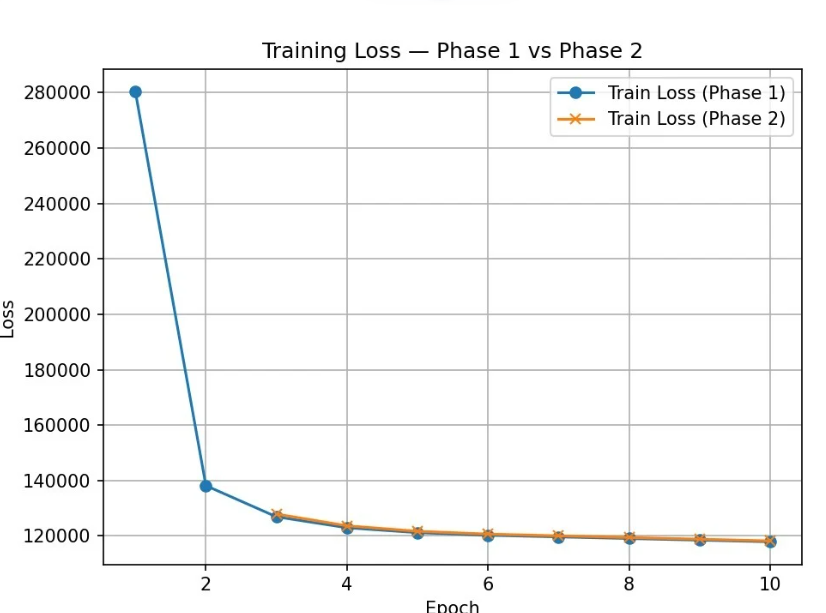 Training Loss — Phase 1 vs Phase 2
Train Loss (Phase 1)
Train Loss (Phase 2)
280000
260000
240000
220000
200000
180000
160000
140000
120000
Loss
2 4 6 8 10
Epoch